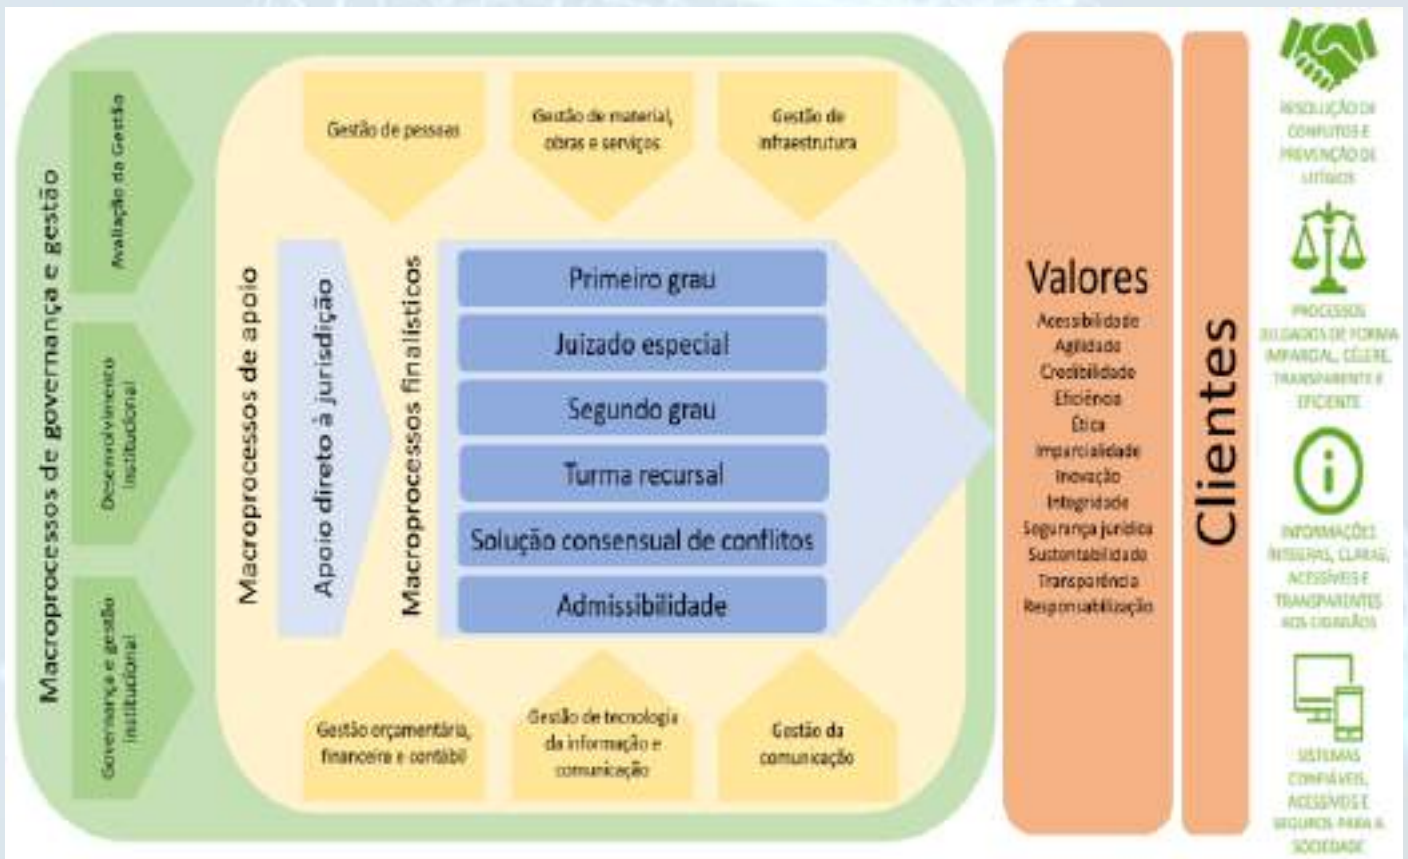 Macroprocessos de governança e gestão
Avaliação da Gestão
Desenvolvimento
institucional
Governança e gestão
institucional
Macroprocessos de apoio
Gestão de pessoas
Gestão de material,
obras e serviços
Gestão de
infraestrutura
Apoio direto à jurisdição
Macroprocessos finalísticos
Primeiro grau
Juizado especial
Segundo grau
Turma recursal
Solução consensual de conflitos
Admissibilidade
Gestão orçamentária,
financeira e contábil
Gestão de tecnologia
da informação e
comunicação
Gestão da
comunicação
Valores
Acessibilidade
Agilidade
Credibilidade
Eficiência
Ética
Imparcialidade
Inovação
Integridade
Segurança jurídica
Sustentabilidade
Transparência
Responsabilização
Clientes
RESOLUÇÃO DE
CONFLITOS E
PREVENÇÃO DE
LITÍGIOS
PROCESSOS
JULGADOS DE FORMA
IMPARCIAL, CÉLERE,
TRANSPARENTE E
EFICIENTE
INFORMAÇÕES
ÍNTEGRAS, CLARAS,
ACESSÍVEIS E
TRANSPARENTES
AOS CIDADÃOS
SISTEMAS
CONFIÁVEIS,
ACESSÍVEIS E
SEGUROS PARA A
SOCIEDADE